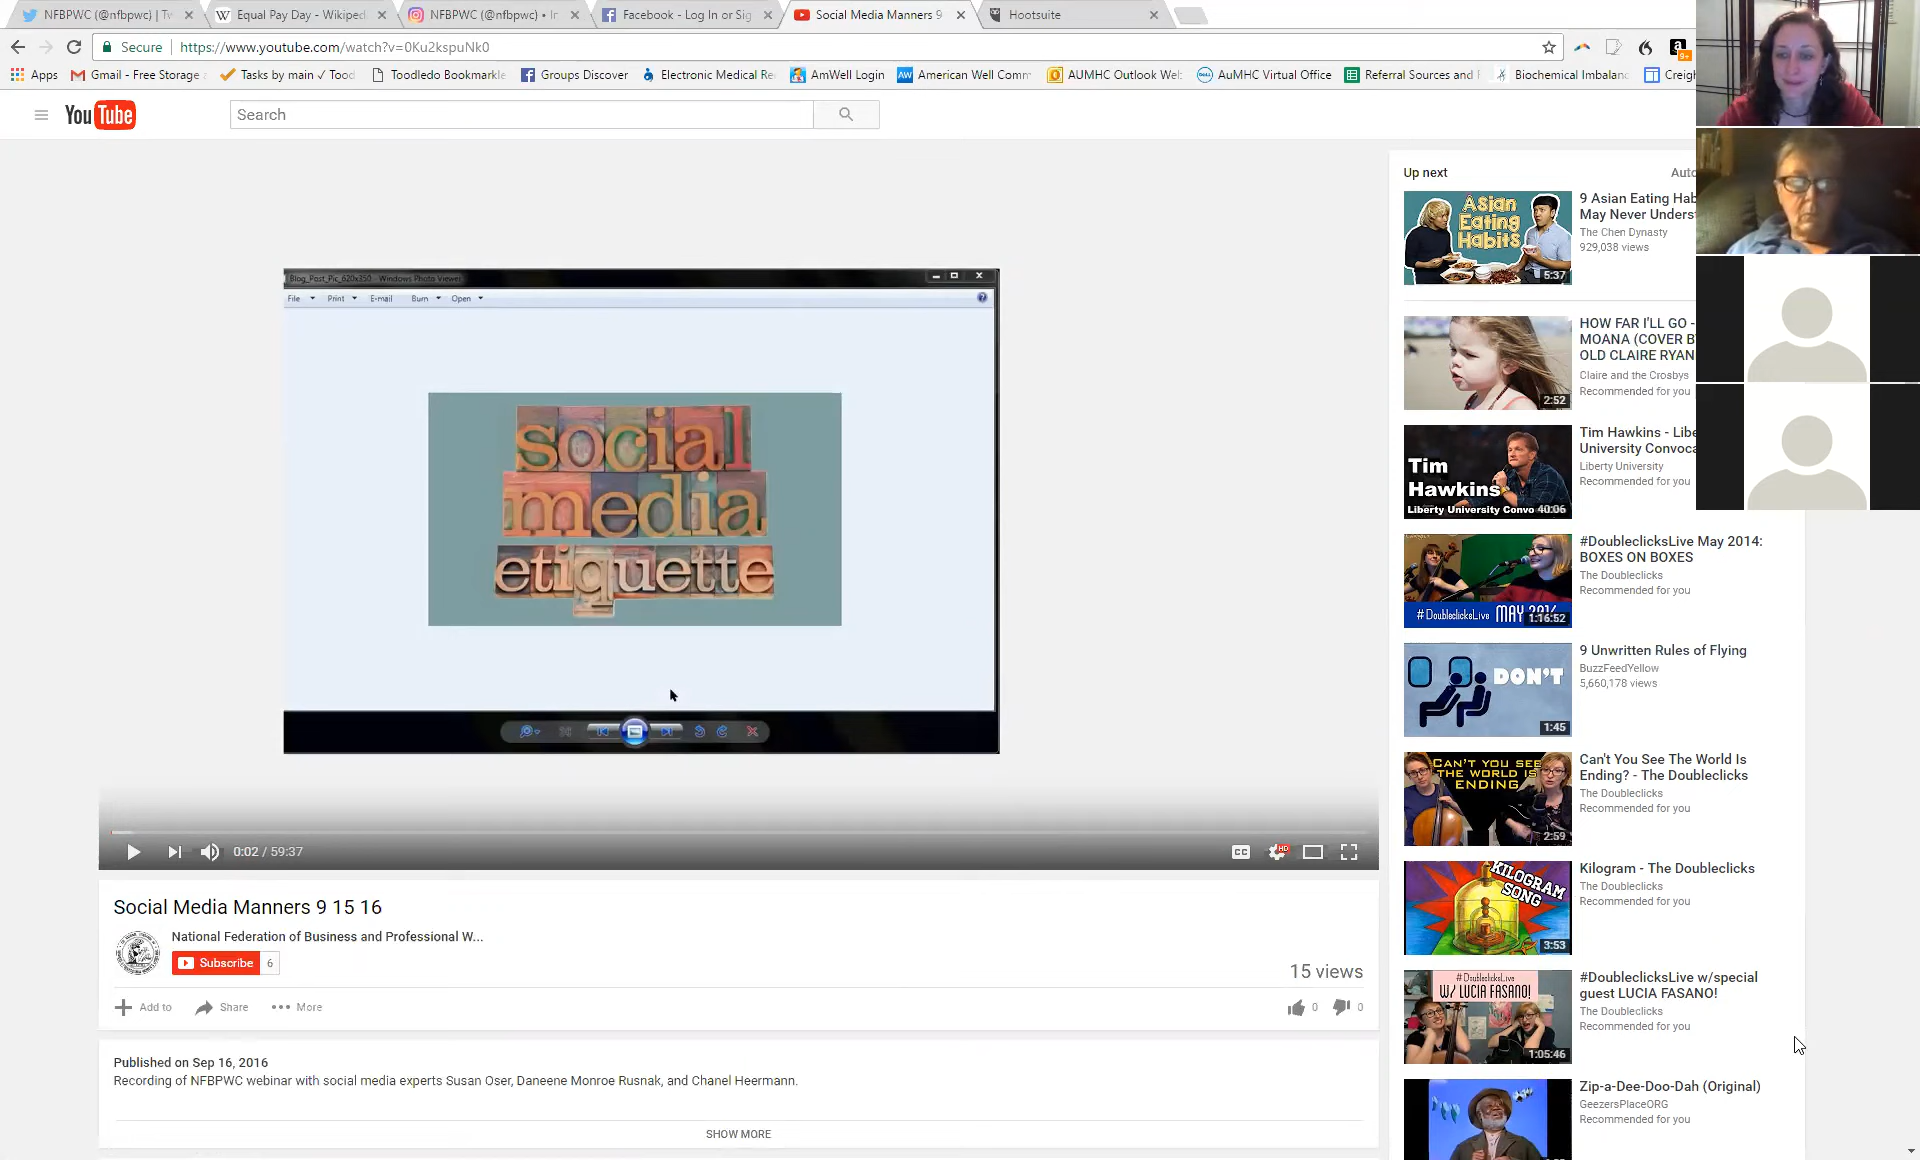 NFBPWC (@nfbpwc) | Tw
Equal Pay Day - Wikiped
NFBPWC (@nfbpwc) • In
Facebook - Log In or Sig
Social Media Manners 9
Hootsuite
Secure
https://www.youtube.com/watch?v=0Ku2kspuNk0
9+
Apps
Gmail - Free Storage
Tasks by main ✓ Tood
Toodledo Bookmarkle
Groups Discover
Electronic Medical Re
AmWell Login
American Well Comm
AUMHC Outlook Web
AuMHC Virtual Office
Referral Sources and
Biochemical Imbalanc
Creigh
YouTube
Search
Blog_Post_Pic_620x350 - Windows Photo Viewer
File
Print
E-mail
Burn
Open
social
media
etiquette
0:02 / 59:37
CC
HD
Social Media Manners 9 15 16
National Federation of Business and Professional W...
Subscribe 6
15 views
Add to
Share
More
0
0
Published on Sep 16, 2016
Recording of NFBPWC webinar with social media experts Susan Oser, Daneene Monroe Rusnak, and Chanel Heermann.
SHOW MORE
Up next
Auto
Asian
Eating
Habits
5:37
9 Asian Eating Hab
May Never Unders
The Chen Dynasty
929,038 views
2:52
HOW FAR I'LL GO -
MOANA (COVER B
OLD CLAIRE RYAN
Claire and the Crosbys
Recommended for you
Tim
Hawkins
Liberty University Convo
40:06
Tim Hawkins - Libe
University Convoca
Liberty University
Recommended for you
#DoubleclicksLive MAY 2014
1:16:52
#DoubleclicksLive May 2014:
BOXES ON BOXES
The Doubleclicks
Recommended for you
DON'T
1:45
9 Unwritten Rules of Flying
BuzzFeedYellow
5,660,178 views
CAN'T YOU SEE
THE WORLD IS
ENDING
2:59
Can't You See The World Is
Ending? - The Doubleclicks
The Doubleclicks
Recommended for you
KILOGRAM
SONG
3:53
Kilogram - The Doubleclicks
The Doubleclicks
Recommended for you
#DoubleclicksLive
W/ LUCIA FASANO!
1:05:46
#DoubleclicksLive w/special
guest LUCIA FASANO!
The Doubleclicks
Recommended for you
Zip-a-Dee-Doo-Dah (Original)
GeezersPlaceORG
Recommended for you